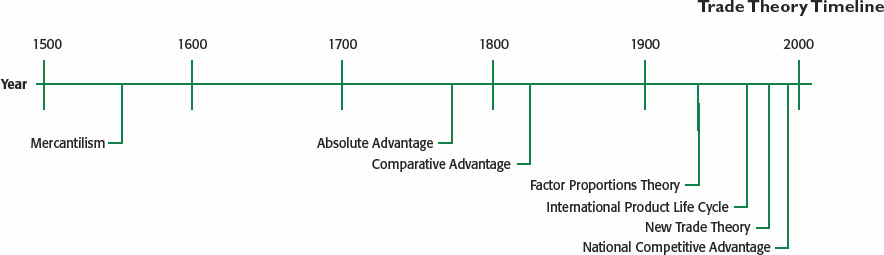 Trade Theory Timeline
1500 1600 1700 1800 1900 2000
Year
Mercantilism
Absolute Advantage
Comparative Advantage
Factor Proportions Theory
International Product Life Cycle
New Trade Theory
National Competitive Advantage